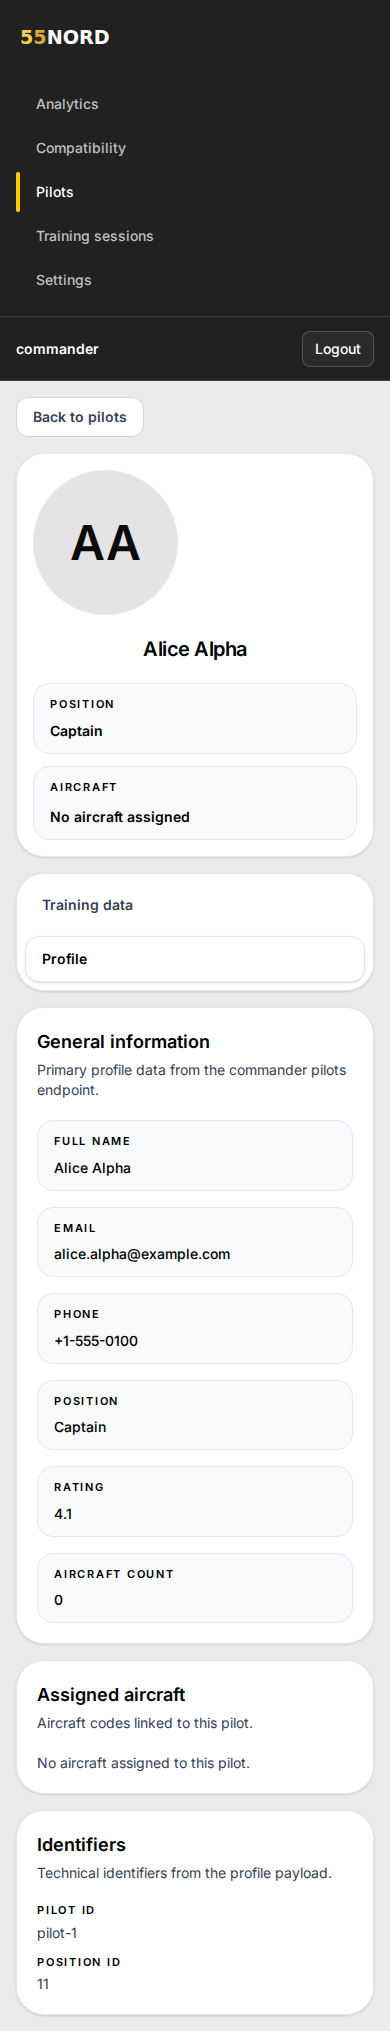 55NORD
Analytics
Compatibility
Pilots
Training sessions
Settings
commander
Logout
Back to pilots
AA
Alice Alpha
POSITION
Captain
AIRCRAFT
No aircraft assigned
Training data
Profile
General information
Primary profile data from the commander pilots
endpoint.
FULL NAME
Alice Alpha
EMAIL
alice.alpha@example.com
PHONE
+1-555-0100
POSITION
Captain
RATING
4.1
AIRCRAFT COUNT
0
Assigned aircraft
Aircraft codes linked to this pilot.
No aircraft assigned to this pilot.
Identifiers
Technical identifiers from the profile payload.
PILOT ID
pilot-1
POSITION ID
11